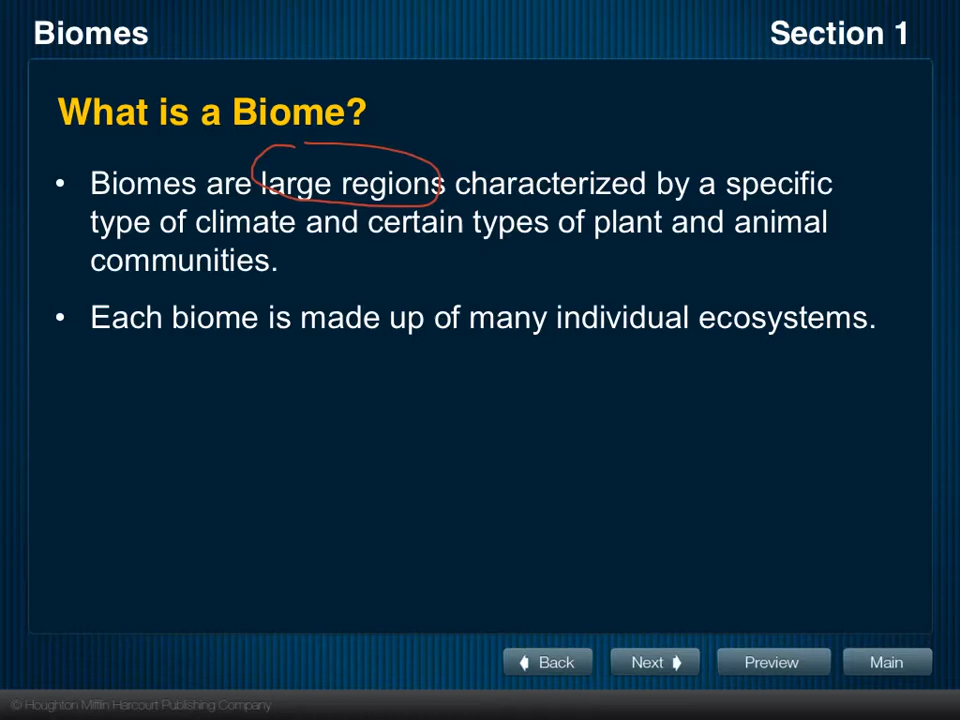 Biomes
Section 1
What is a Biome?
• Biomes are large regions characterized by a specific
type of climate and certain types of plant and animal
communities.
• Each biome is made up of many individual ecosystems.
Back
Next
Preview
Main
© Houghton Mifflin Harcourt Publishing Company